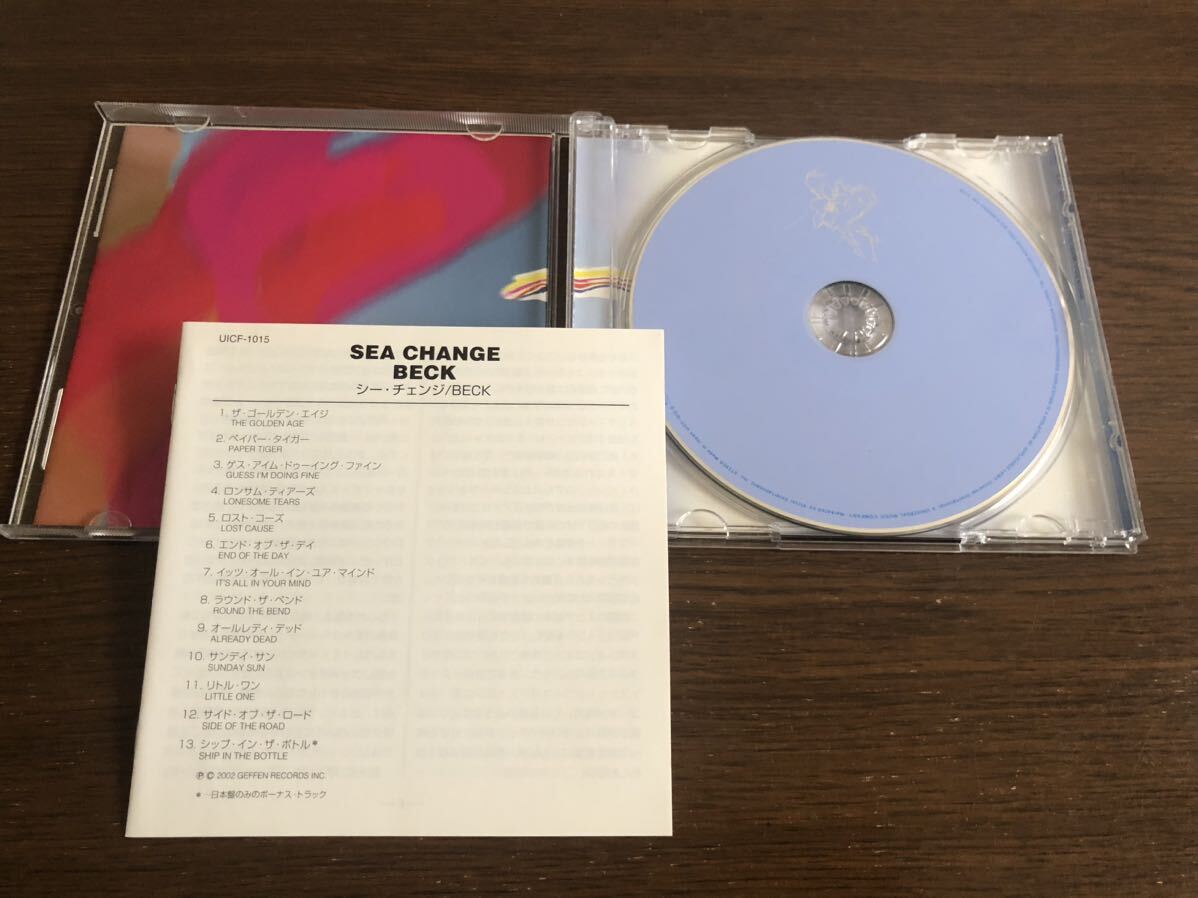 UICF-1015
SEA CHANGE
BECK
シー・チェンジ/BECK
1. ザ・ゴールデン・エイジ
THE GOLDEN AGE
2. ペイパー・タイガー
PAPER TIGER
3. ゲス・アイム・ドゥーイング・ファイン
GUESS I'M DOING FINE
4. ロンサム・ティアーズ
LONESOME TEARS
5. ロスト・コーズ
LOST CAUSE
6. エンド・オブ・ザ・デイ
END OF THE DAY
7. イッツ・オール・イン・ユア・マインド
IT'S ALL IN YOUR MIND
8. ラウンド・ザ・ベンド
ROUND THE BEND
9. オールレディ・デッド
ALREADY DEAD
10. サンデイ・サン
SUNDAY SUN
11. リトル・ワン
LITTLE ONE
12. サイド・オブ・ザ・ロード
SIDE OF THE ROAD
13. シップ・イン・ザ・ボトル*
SHIP IN THE BOTTLE
℗ © 2002 GEFFEN RECORDS INC.
*…日本盤のみのボーナス・トラック